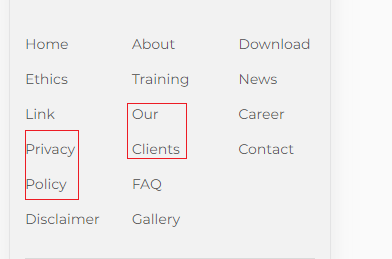 Home About Download
Ethics Training News
Link Our Career
Privacy Clients Contact
Policy FAQ
Disclaimer Gallery